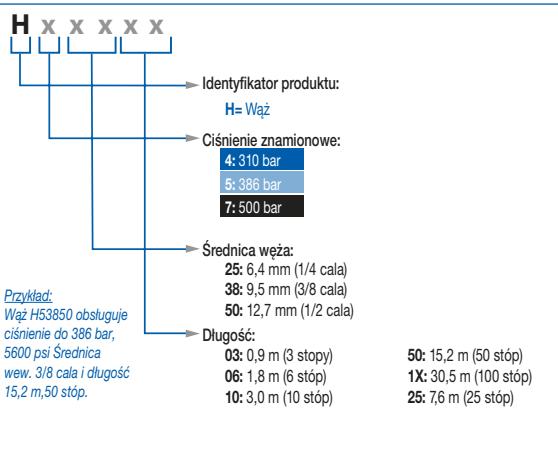 H x x x x x
Identyfikator produktu:
H= Wąż
Ciśnienie znamionowe:
4: 310 bar
5: 386 bar
7: 500 bar
Średnica węża:
25: 6,4 mm (1/4 cala)
38: 9,5 mm (3/8 cala)
50: 12,7 mm (1/2 cala)
Długość:
03: 0,9 m (3 stopy)
06: 1,8 m (6 stóp)
10: 3,0 m (10 stóp)
50: 15,2 m (50 stóp)
1X: 30,5 m (100 stóp)
25: 7,6 m (25 stóp)
Przykład:
Wąż H53850 obsługuje
ciśnienie do 386 bar,
5600 psi Średnica
wew. 3/8 cala i długość
15,2 m,50 stóp.